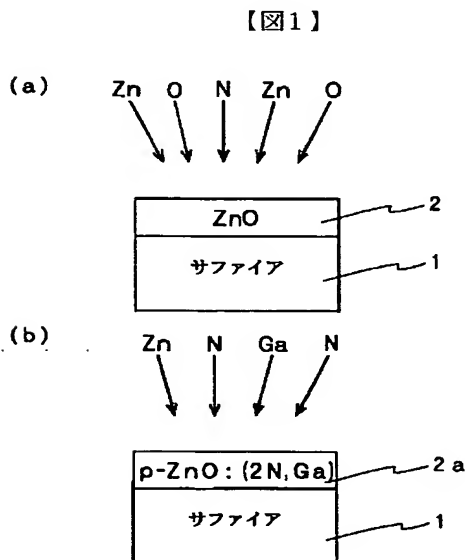 【図1】
(a)
Zn O N Zn O
ZnO
2
サファイア
1
(b)
Zn N Ga N
p-ZnO:(2N,Ga)
2a
サファイア
1